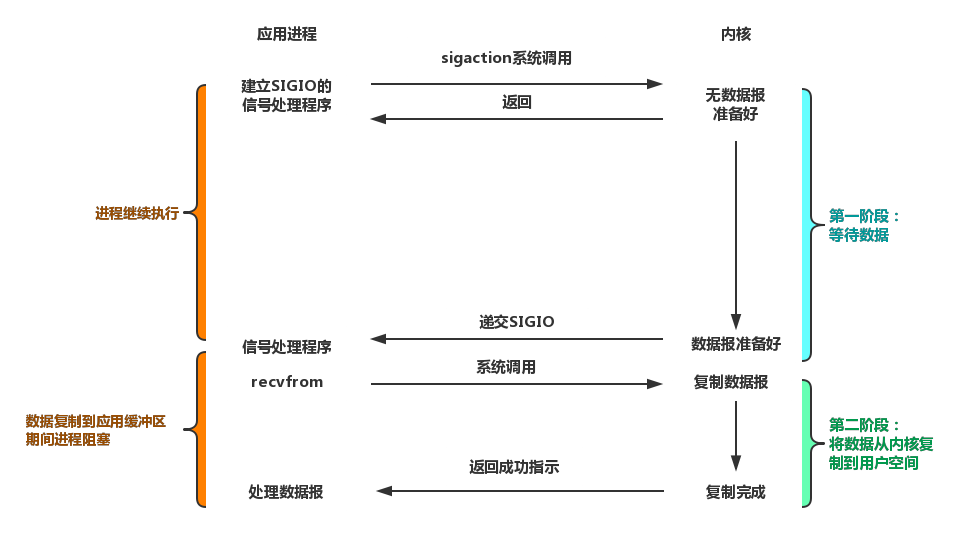 应用进程
内核
sigaction系统调用
建立SIGIO的
信号处理程序
返回
无数据报
准备好
进程继续执行
第一阶段：
等待数据
递交SIGIO
信号处理程序
数据报准备好
系统调用
recvfrom
复制数据报
数据复制到应用缓冲区
期间进程阻塞
第二阶段：
将数据从内核复
制到用户空间
返回成功指示
处理数据报
复制完成